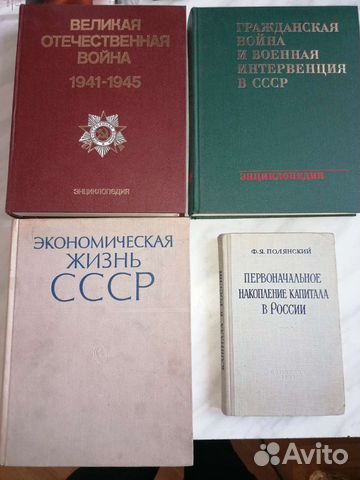 ВЕЛИКАЯ
ОТЕЧЕСТВЕННАЯ
ВОЙНА
1941-1945
ЭНЦИКЛОПЕДИЯ
ГРАЖДАНСКАЯ
ВОЙНА
И ВОЕННАЯ
ИНТЕРВЕНЦИЯ
В СССР
ЭНЦИКЛОПЕДИЯ
ЭКОНОМИЧЕСКАЯ
ЖИЗНЬ
СССР
Ф.Я. ПОЛЯНСКИЙ
ПЕРВОНАЧАЛЬНОЕ
НАКОПЛЕНИЕ КАПИТАЛА
В РОССИИ
Avito